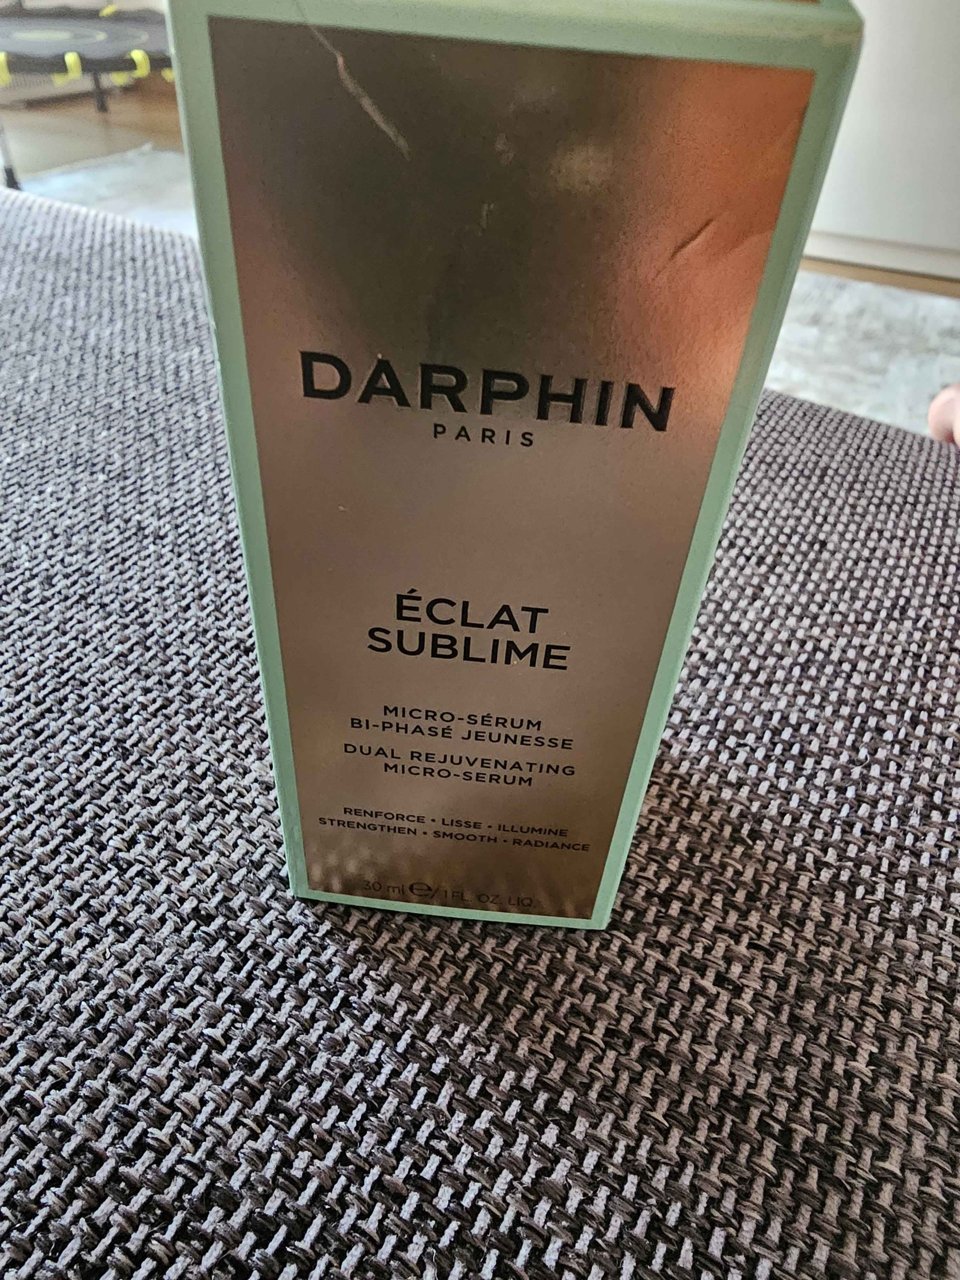 DARPHIN
PARIS
ÉCLAT
SUBLIME
MICRO-SÉRUM
BI-PHASÉ JEUNESSE
DUAL REJUVENATING
MICRO-SERUM
RENFORCE • LISSE • ILLUMINE
STRENGTHEN • SMOOTH • RADIANCE
30 ml ℮/ 1 FL. OZ. LIQ.